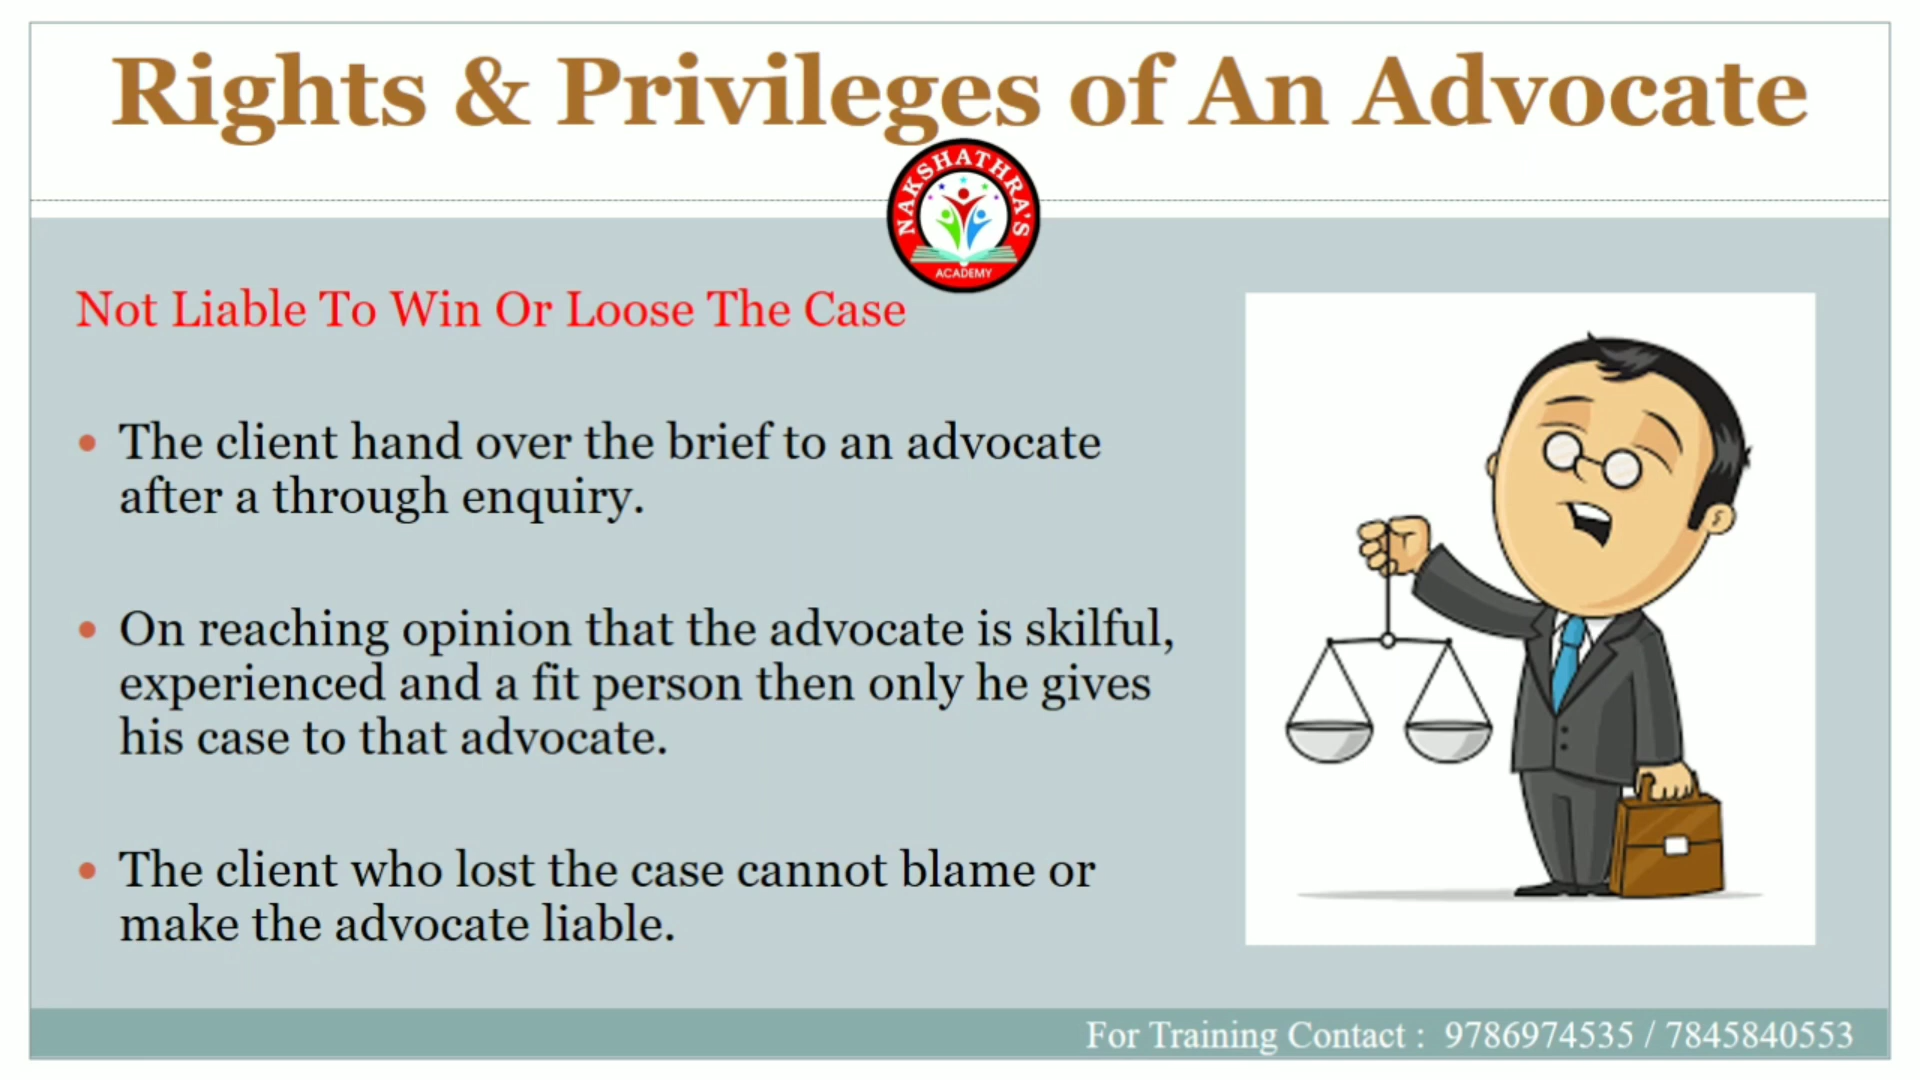 Rights & Privileges of An Advocate
NAKSHATHRA'S
ACADEMY
Not Liable To Win Or Loose The Case
• The client hand over the brief to an advocate
after a through enquiry.
• On reaching opinion that the advocate is skilful,
experienced and a fit person then only he gives
his case to that advocate.
• The client who lost the case cannot blame or
make the advocate liable.
For Training Contact : 9786974535 / 7845840553